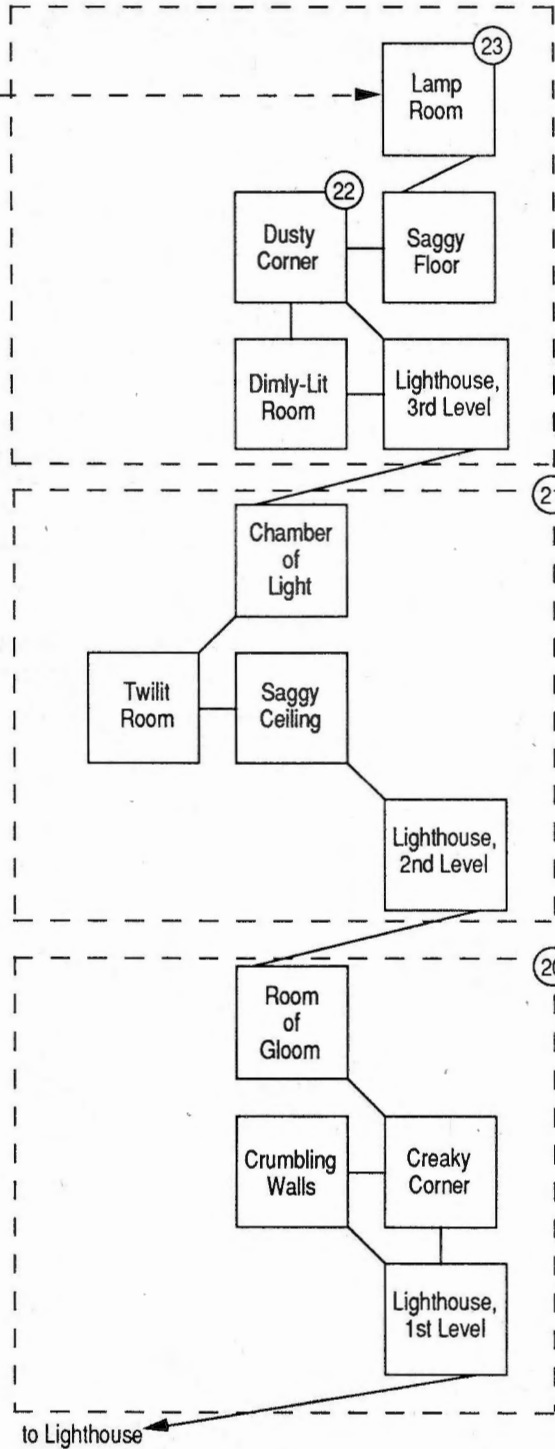 23
Lamp
Room
22
Dusty
Corner
Saggy
Floor
Dimly-Lit
Room
Lighthouse,
3rd Level
Chamber
of
Light
Twilit
Room
Saggy
Ceiling
Lighthouse,
2nd Level
Room
of
Gloom
Crumbling
Walls
Creaky
Corner
Lighthouse,
1st Level
to Lighthouse